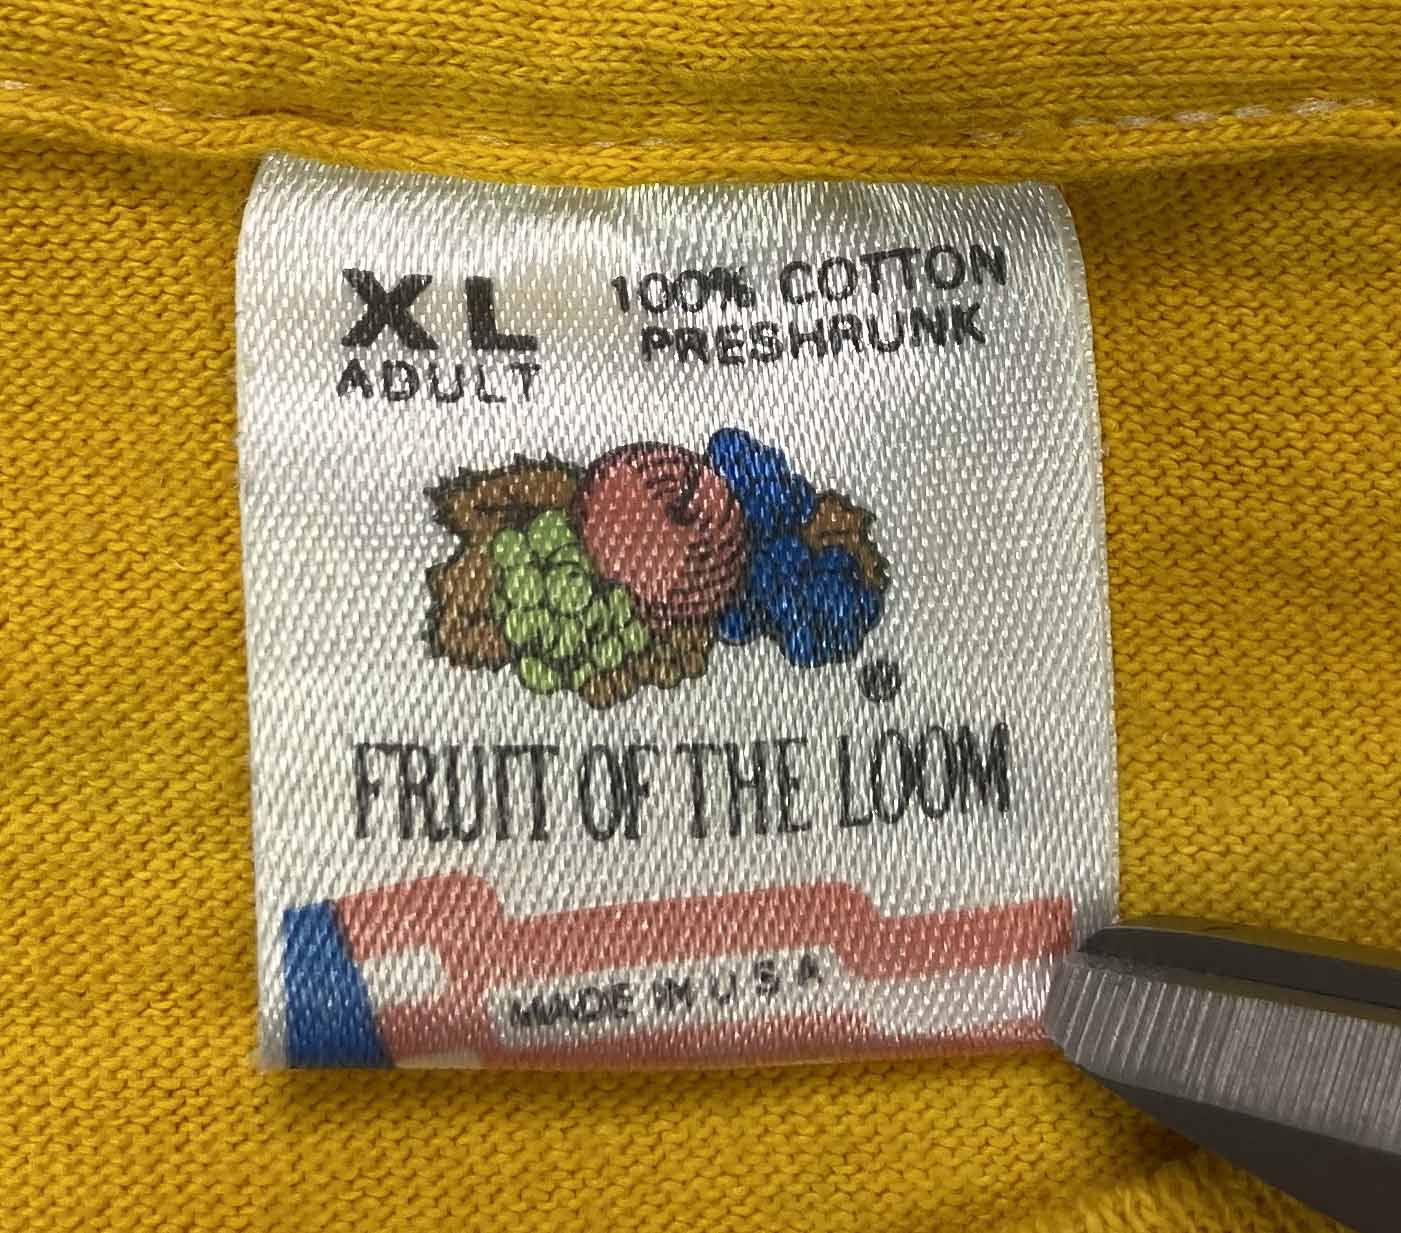 XL
ADULT
100% COTTON
PRESHRUNK
®
FRUIT OF THE LOOM
MADE IN U S A